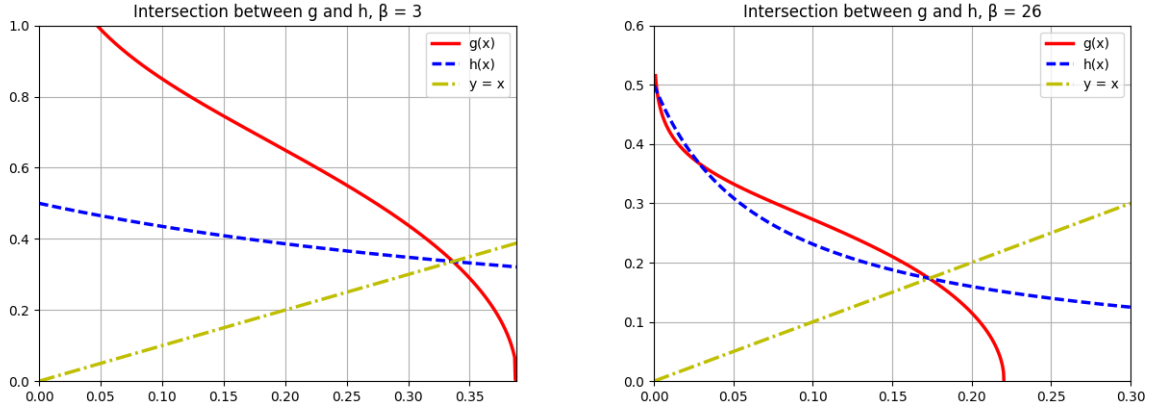 Intersection between g and h, β = 3
1.0
0.8
0.6
0.4
0.2
0.0
0.00 0.05 0.10 0.15 0.20 0.25 0.30 0.35
g(x)
h(x)
y = x
Intersection between g and h, β = 26
0.6
0.5
0.4
0.3
0.2
0.1
0.0
0.00 0.05 0.10 0.15 0.20 0.25 0.30
g(x)
h(x)
y = x